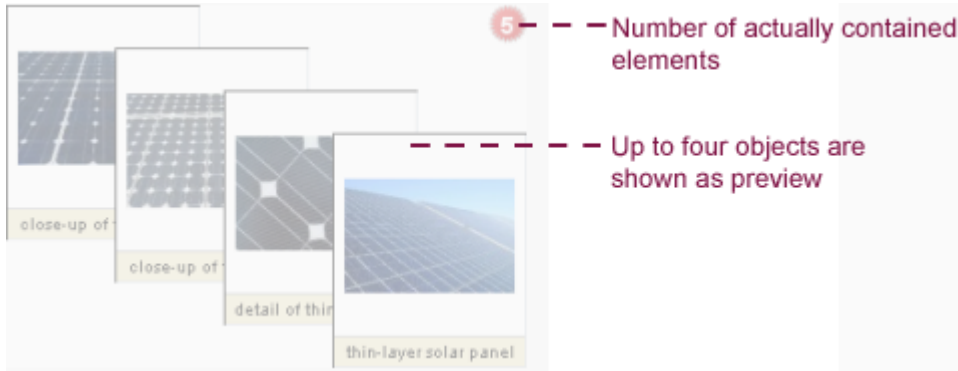 5
Number of actually contained
elements
Up to four objects are
shown as preview
close-up of
close-up of
detail of thin
thin-layer solar panel